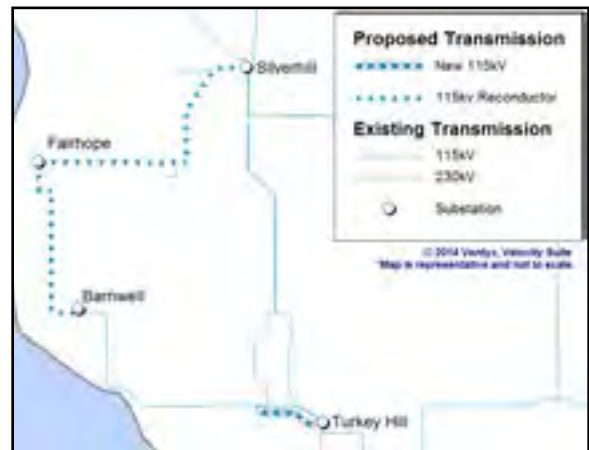 Silverhill
Fairhope
Barnwell
Turkey Hill
Proposed Transmission
New 115kV
115kv Reconductor
Existing Transmission
115kV
230kV
Substation
© 2014 Ventyx, Velocity Suite
*Map is representative and not to scale.